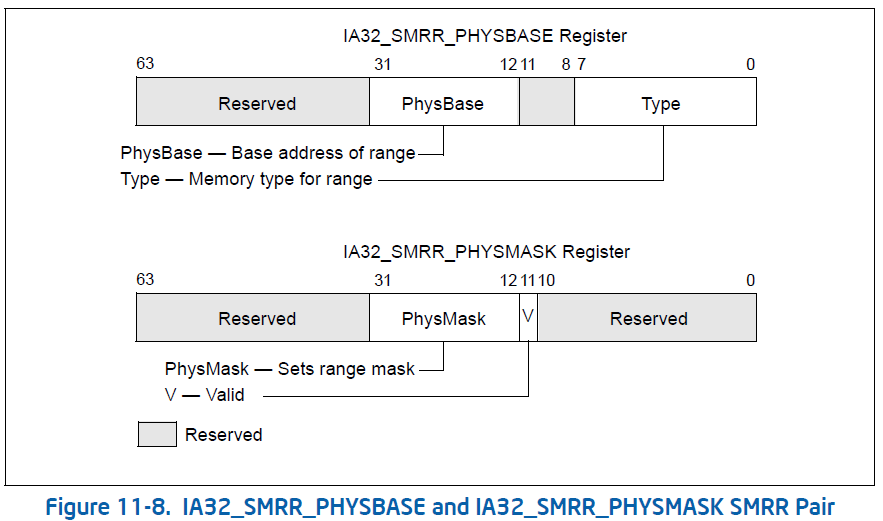 IA32_SMRR_PHYSBASE Register
63 31 12 11 8 7 0
Reserved PhysBase Type
PhysBase — Base address of range
Type — Memory type for range
IA32_SMRR_PHYSMASK Register
63 31 12 11 10 0
Reserved PhysMask V Reserved
PhysMask — Sets range mask
V — Valid
Reserved
Figure 11-8. IA32_SMRR_PHYSBASE and IA32_SMRR_PHYSMASK SMRR Pair